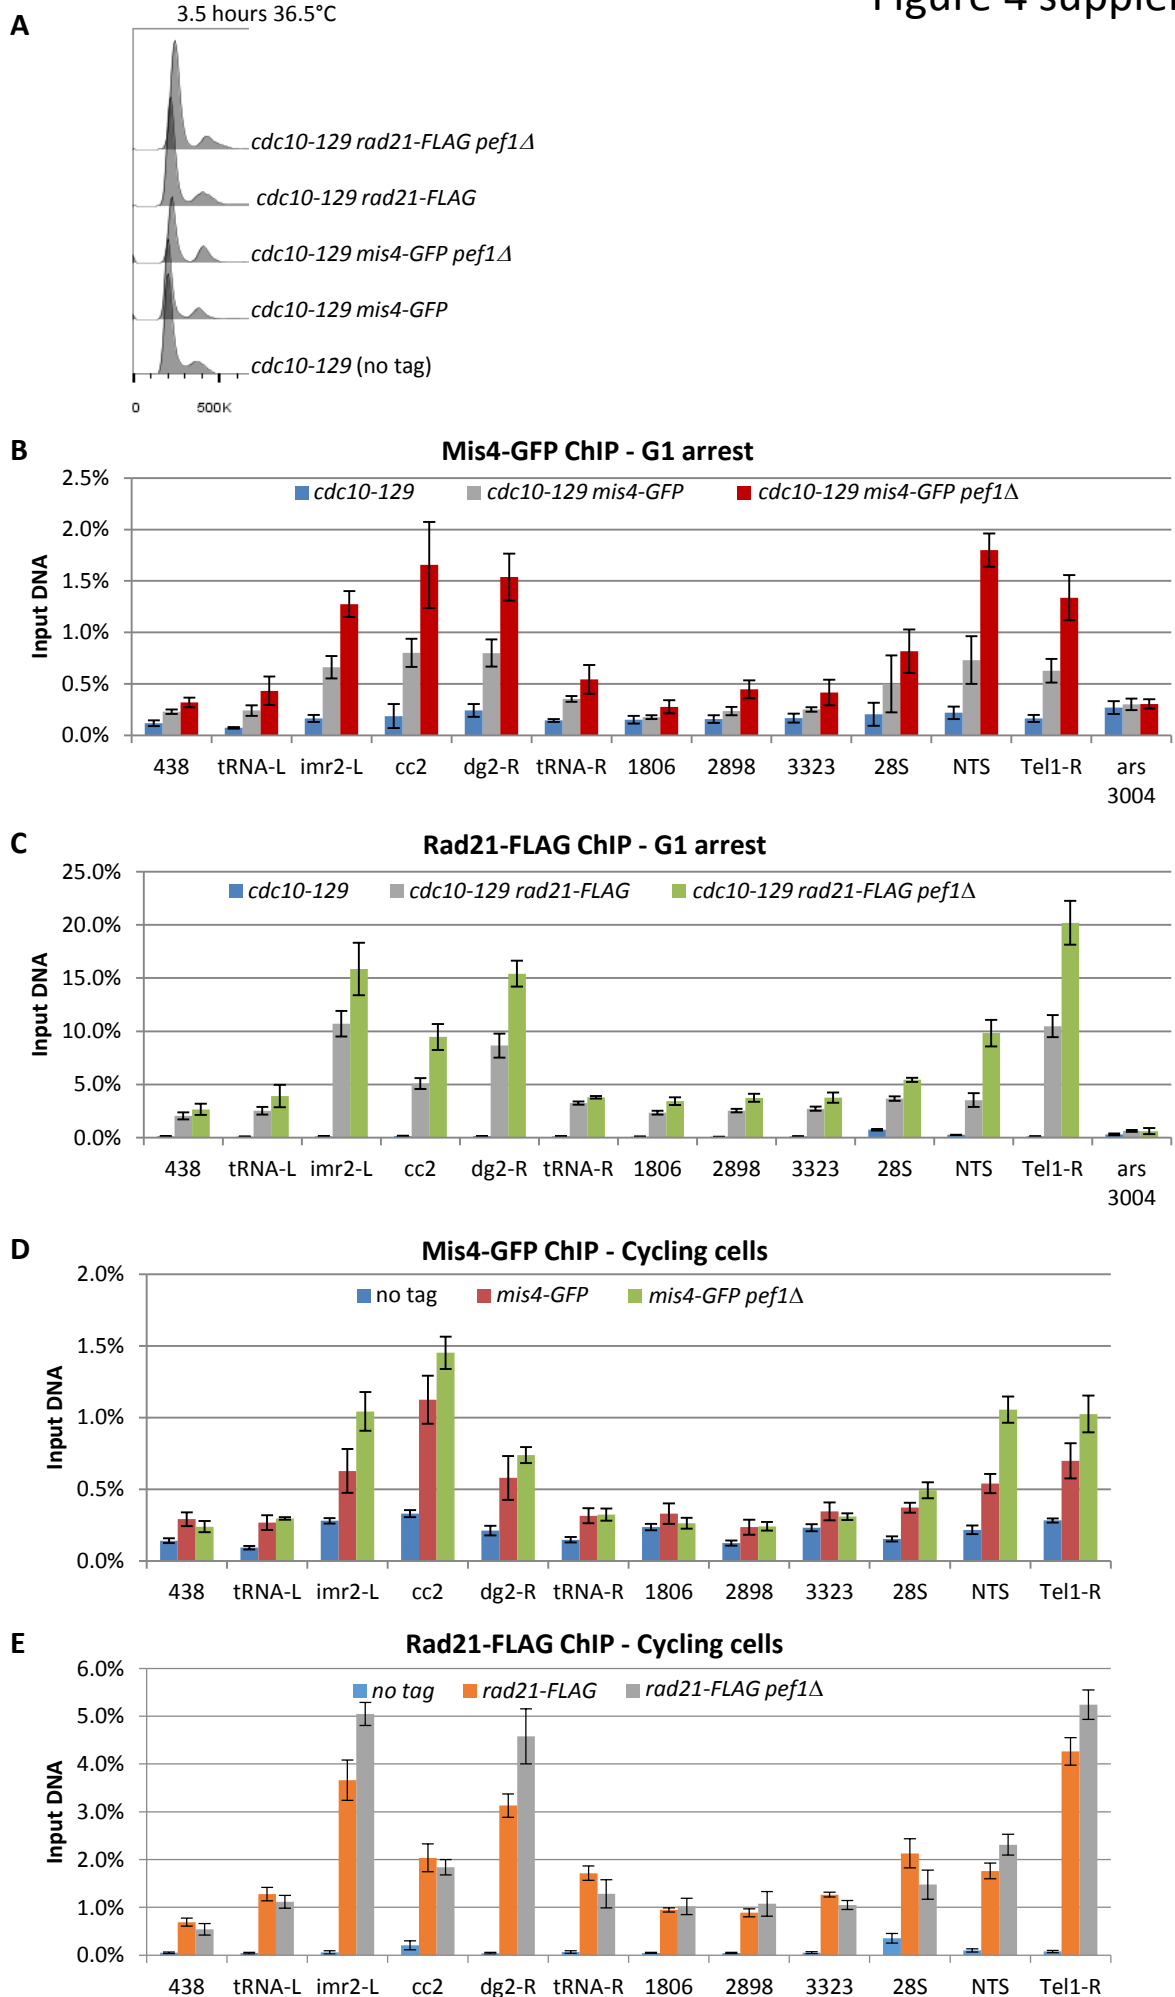 Figure 4 supple
A
3.5 hours 36.5°C
cdc10-129 rad21-FLAG pef1Δ
cdc10-129 rad21-FLAG
cdc10-129 mis4-GFP pef1Δ
cdc10-129 mis4-GFP
cdc10-129 (no tag)
0 500K
B
Mis4-GFP ChIP - G1 arrest
cdc10-129 cdc10-129 mis4-GFP cdc10-129 mis4-GFP pef1Δ
Input DNA
2.5%
2.0%
1.5%
1.0%
0.5%
0.0%
438 tRNA-L imr2-L cc2 dg2-R tRNA-R 1806 2898 3323 28S NTS Tel1-R ars
3004
C
Rad21-FLAG ChIP - G1 arrest
cdc10-129 cdc10-129 rad21-FLAG cdc10-129 rad21-FLAG pef1Δ
Input DNA
25.0%
20.0%
15.0%
10.0%
5.0%
0.0%
438 tRNA-L imr2-L cc2 dg2-R tRNA-R 1806 2898 3323 28S NTS Tel1-R ars
3004
D
Mis4-GFP ChIP - Cycling cells
no tag mis4-GFP mis4-GFP pef1Δ
Input DNA
2.0%
1.5%
1.0%
0.5%
0.0%
438 tRNA-L imr2-L cc2 dg2-R tRNA-R 1806 2898 3323 28S NTS Tel1-R
E
Rad21-FLAG ChIP - Cycling cells
no tag rad21-FLAG rad21-FLAG pef1Δ
Input DNA
6.0%
5.0%
4.0%
3.0%
2.0%
1.0%
0.0%
438 tRNA-L imr2-L cc2 dg2-R tRNA-R 1806 2898 3323 28S NTS Tel1-R